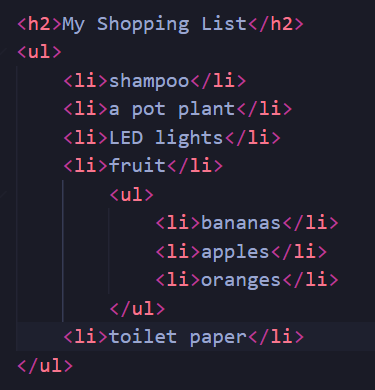 <h2>My Shopping List</h2>
<ul>
    <li>shampoo</li>
    <li>a pot plant</li>
    <li>LED lights</li>
    <li>fruit</li>
        <ul>
            <li>bananas</li>
            <li>apples</li>
            <li>oranges</li>
        </ul>
    <li>toilet paper</li>
</ul>